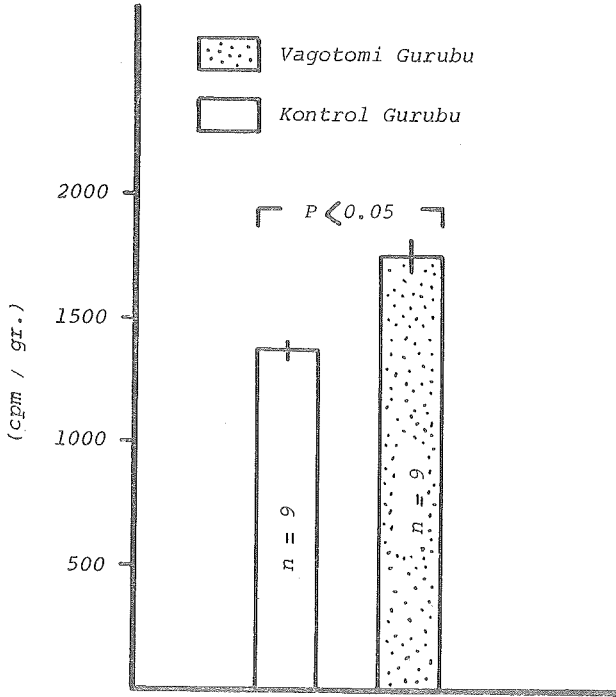 Vagotomi Gurubu
Kontrol Gurubu
2000
P < 0.05
1500
(cpm / gr.)
1000
n = 9
n = 9
500